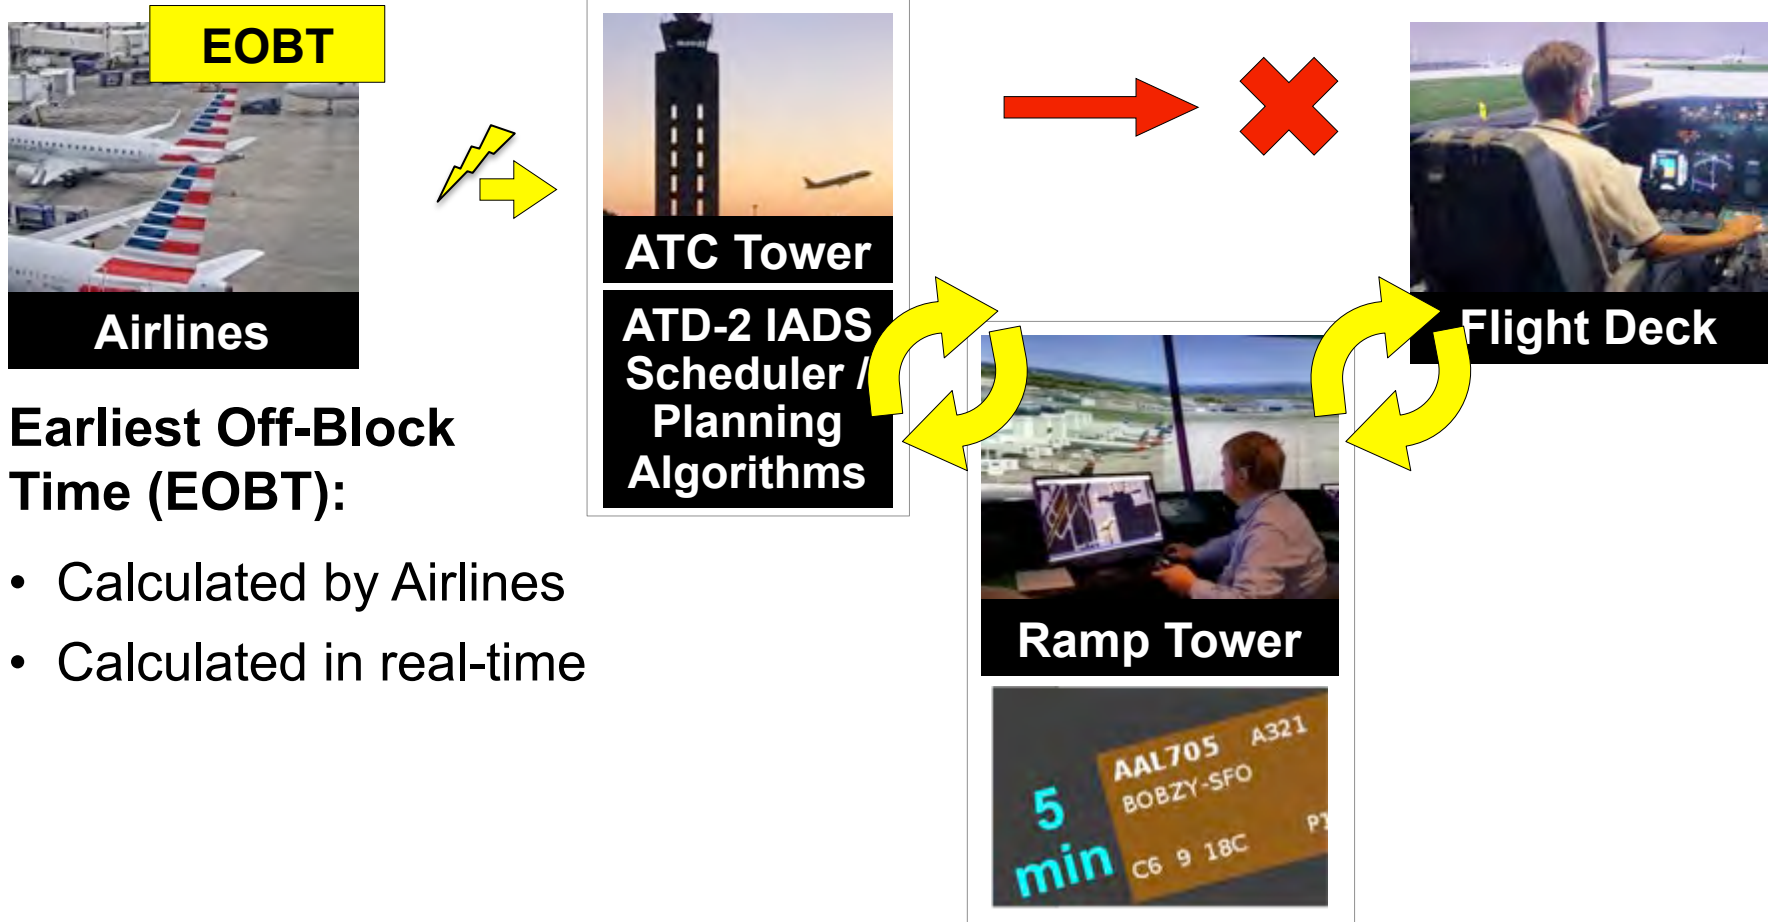 EOBT
Airlines
Earliest Off-Block
Time (EOBT):
• Calculated by Airlines
• Calculated in real-time
ATC Tower
ATD-2 IADS
Scheduler /
Planning
Algorithms
Flight Deck
Ramp Tower
5
min
AAL705 A321
BOBZY-SFO
C6 9 18C